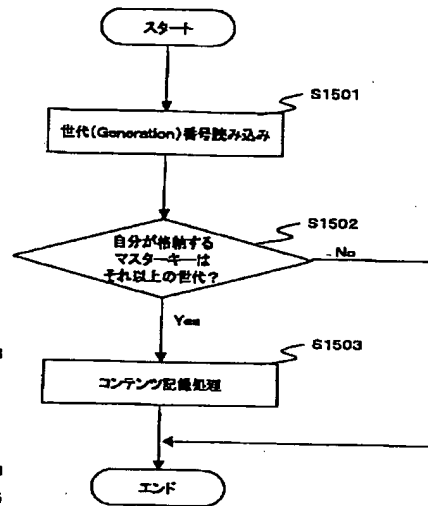 スタート
S1501
世代(Generation)番号読み込み
S1502
自分が格納する
マスターキーは
それ以上の世代?
No
Yes
S1503
コンテンツ記録処理
エンド